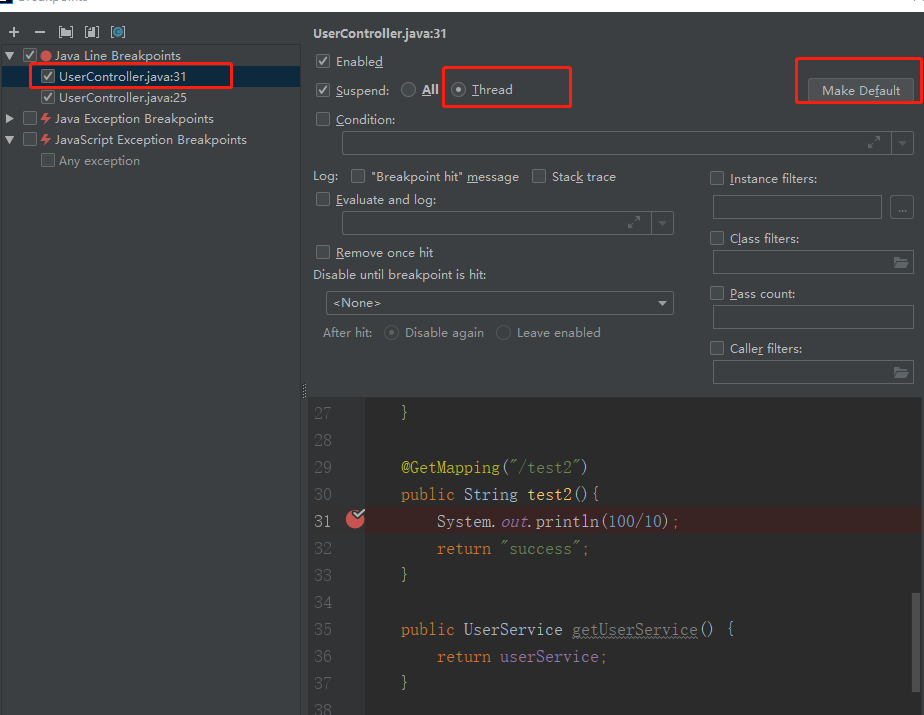 Breakpoints
Java Line Breakpoints
UserController.java:31
UserController.java:25
Java Exception Breakpoints
JavaScript Exception Breakpoints
Any exception
UserController.java:31
Enabled
Suspend: All Thread
Make Default
Condition:
Log: "Breakpoint hit" message Stack trace
Evaluate and log:
Remove once hit
Disable until breakpoint is hit:
<None>
After hit: Disable again Leave enabled
Instance filters:
...
Class filters:
Pass count:
Caller filters:
27 }
28
29 @GetMapping("/test2")
30 public String test2(){
31 System.out.println(100/10);
32 return "success";
33 }
34
35 public UserService getUserService() {
36 return userService;
37 }
38